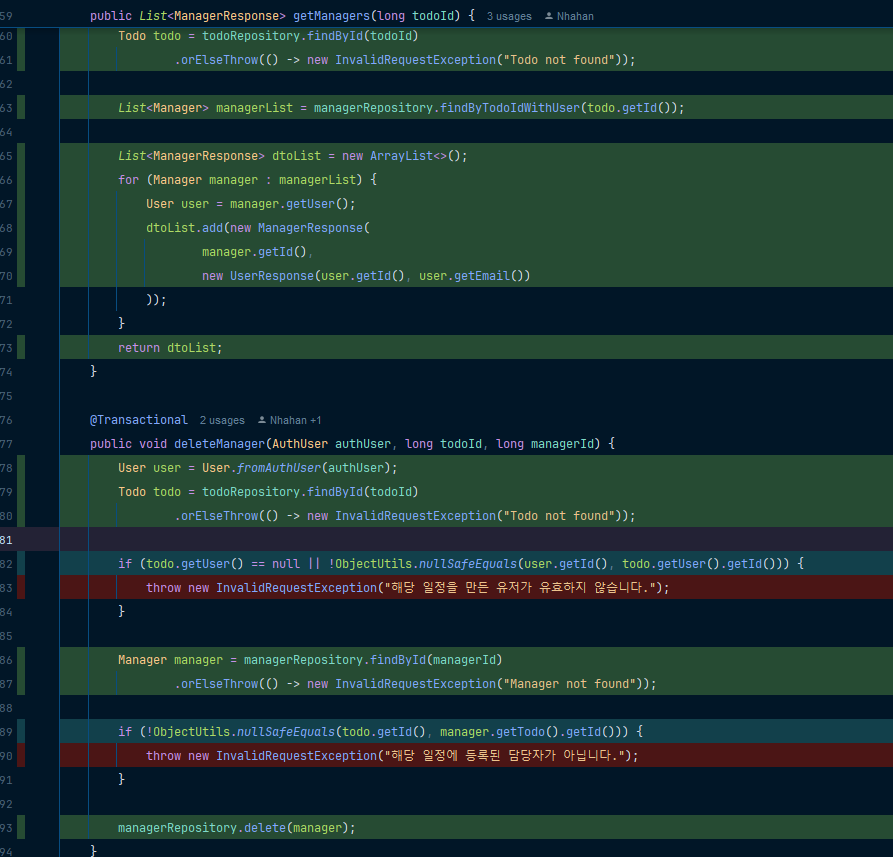 59 public List<ManagerResponse> getManagers(long todoId) { 3 usages Nhahan
60 Todo todo = todoRepository.findById(todoId)
61 .orElseThrow(() -> new InvalidRequestException("Todo not found"));
62
63 List<Manager> managerList = managerRepository.findByTodoIdWithUser(todo.getId());
64
65 List<ManagerResponse> dtoList = new ArrayList<>();
66 for (Manager manager : managerList) {
67 User user = manager.getUser();
68 dtoList.add(new ManagerResponse(
69 manager.getId(),
70 new UserResponse(user.getId(), user.getEmail())
71 ));
72 }
73 return dtoList;
74 }
75
76 @Transactional 2 usages Nhahan +1
77 public void deleteManager(AuthUser authUser, long todoId, long managerId) {
78 User user = User.fromAuthUser(authUser);
79 Todo todo = todoRepository.findById(todoId)
80 .orElseThrow(() -> new InvalidRequestException("Todo not found"));
81
82 if (todo.getUser() == null || !ObjectUtils.nullSafeEquals(user.getId(), todo.getUser().getId())) {
83 throw new InvalidRequestException("해당 일정을 만든 유저가 유효하지 않습니다.");
84 }
85
86 Manager manager = managerRepository.findById(managerId)
87 .orElseThrow(() -> new InvalidRequestException("Manager not found"));
88
89 if (!ObjectUtils.nullSafeEquals(todo.getId(), manager.getTodo().getId())) {
90 throw new InvalidRequestException("해당 일정에 등록된 담당자가 아닙니다.");
91 }
92
93 managerRepository.delete(manager);
94 }